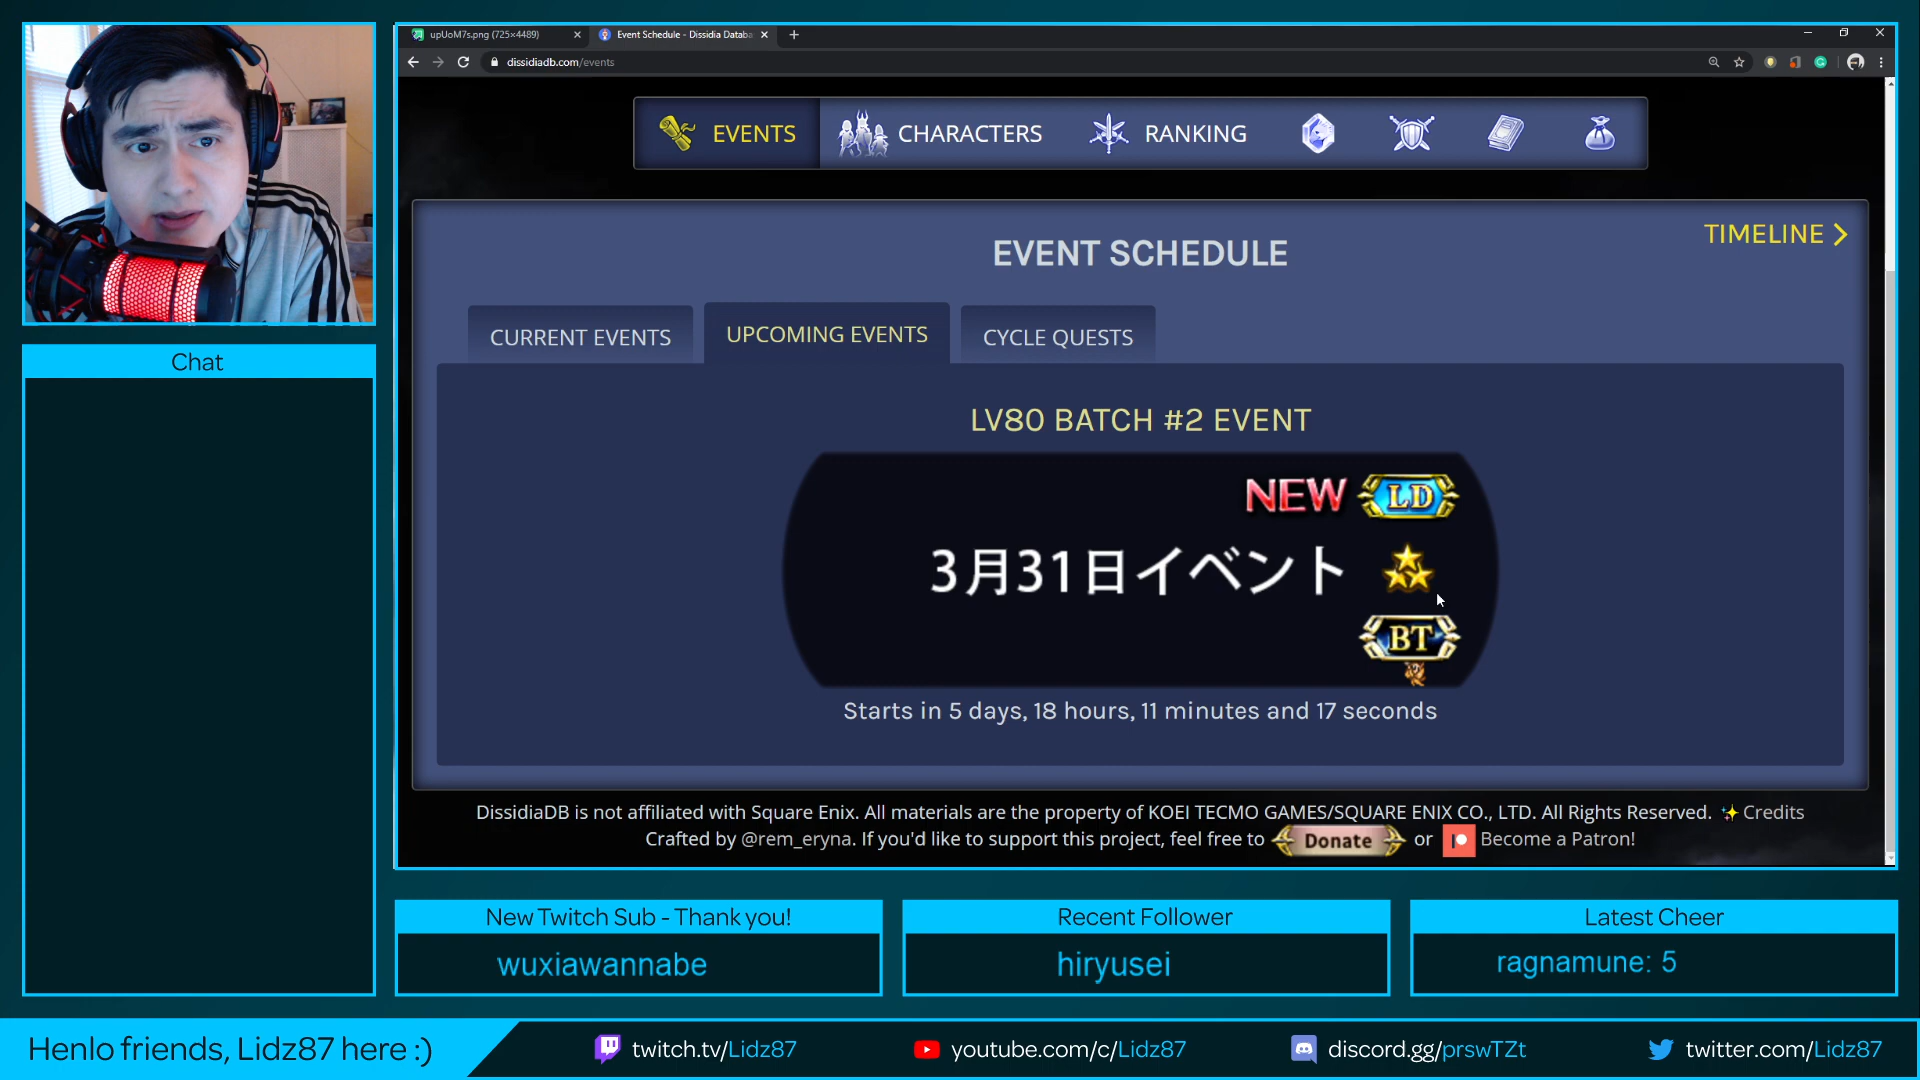 upUoM7s.png (725×4489)
Event Schedule - Dissidia Databa
dissidiadb.com/events
EVENTS
CHARACTERS
RANKING
TIMELINE
EVENT SCHEDULE
CURRENT EVENTS
UPCOMING EVENTS
CYCLE QUESTS
LV80 BATCH #2 EVENT
NEW LD
3月31日イベント
BT
Starts in 5 days, 18 hours, 11 minutes and 17 seconds
DissidiaDB is not affiliated with Square Enix. All materials are the property of KOEI TECMO GAMES/SQUARE ENIX CO., LTD. All Rights Reserved. ✨ Credits
Crafted by @rem_eryna. If you'd like to support this project, feel free to Donate or Become a Patron!
Chat
New Twitch Sub - Thank you!
wuxiawannabe
Recent Follower
hiryusei
Latest Cheer
ragnamune: 5
Henlo friends, Lidz87 here :)
twitch.tv/Lidz87
youtube.com/c/Lidz87
discord.gg/prswTZt
twitter.com/Lidz87